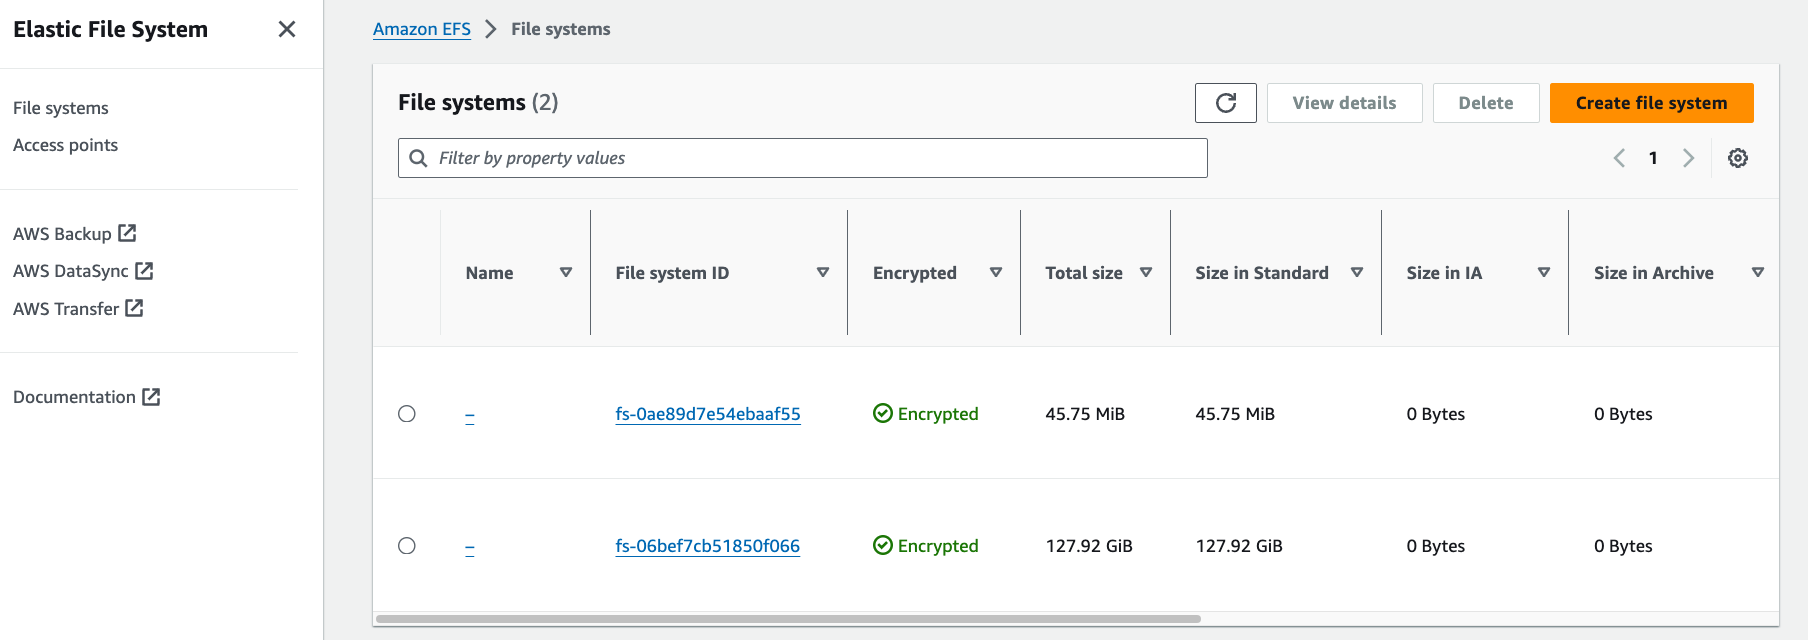 Elastic File System
File systems
Access points
AWS Backup
AWS DataSync
AWS Transfer
Documentation
Amazon EFS > File systems
File systems (2)
View details
Delete
Create file system
Filter by property values
1
Name File system ID Encrypted Total size Size in Standard Size in IA Size in Archive
– fs-0ae89d7e54ebaaf55 Encrypted 45.75 MiB 45.75 MiB 0 Bytes 0 Bytes
– fs-06bef7cb51850f066 Encrypted 127.92 GiB 127.92 GiB 0 Bytes 0 Bytes